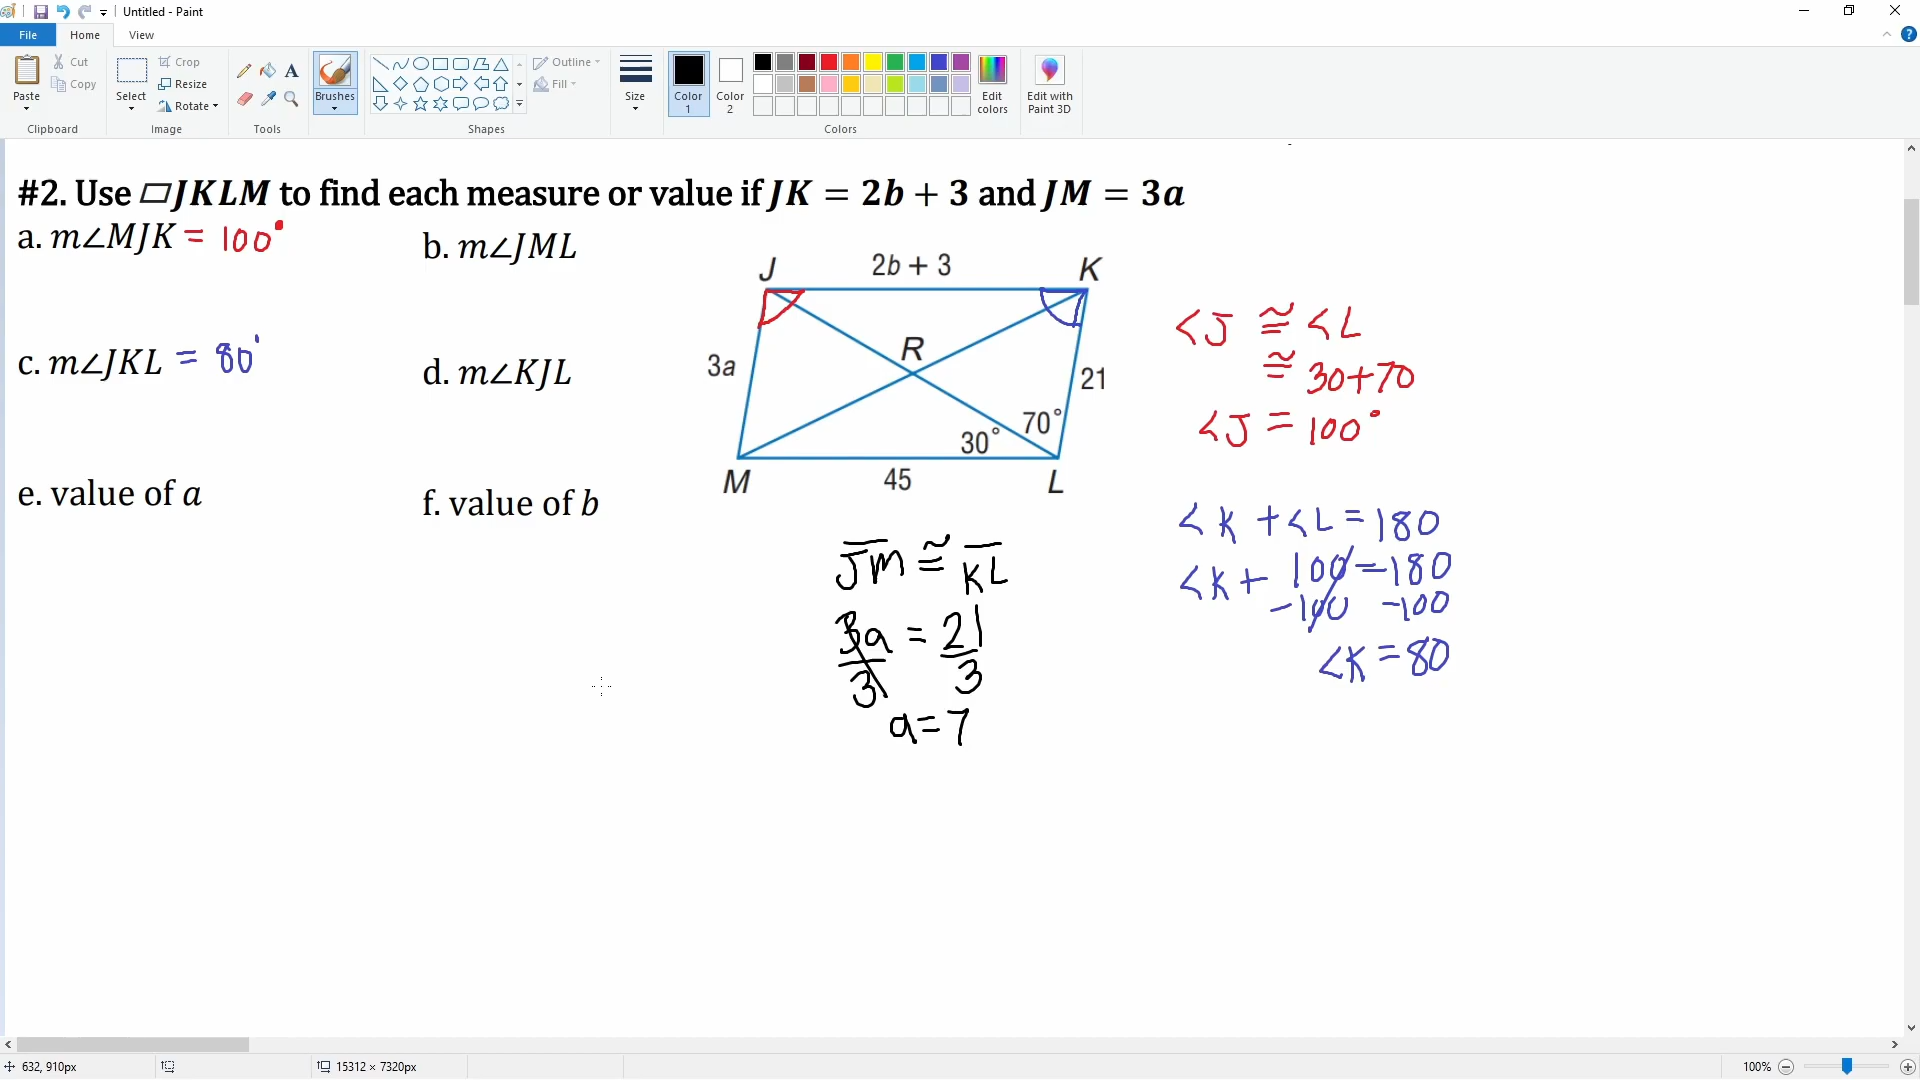 Untitled - Paint
File Home View
Paste Cut Copy Clipboard
Select Crop Resize Rotate Image
Tools
Brushes
Shapes Outline Fill
Size
Color 1 Color 2 Edit colors Colors
Edit with Paint 3D
#2. Use ▱JKLM to find each measure or value if JK = 2b + 3 and JM = 3a
a. m∠MJK = 100°
b. m∠JML
c. m∠JKL = 80°
d. m∠KJL
e. value of a
f. value of b
J 2b + 3 K
R
3a 21
30° 70°
M 45 L
JM ≅ KL
3a = 21
3 3
a = 7
<J ≅ <L
≅ 30+70
<J = 100°
<K + <L = 180
<K + 100 = 180
-100 -100
<K = 80
632, 910px
15312 × 7320px
100%